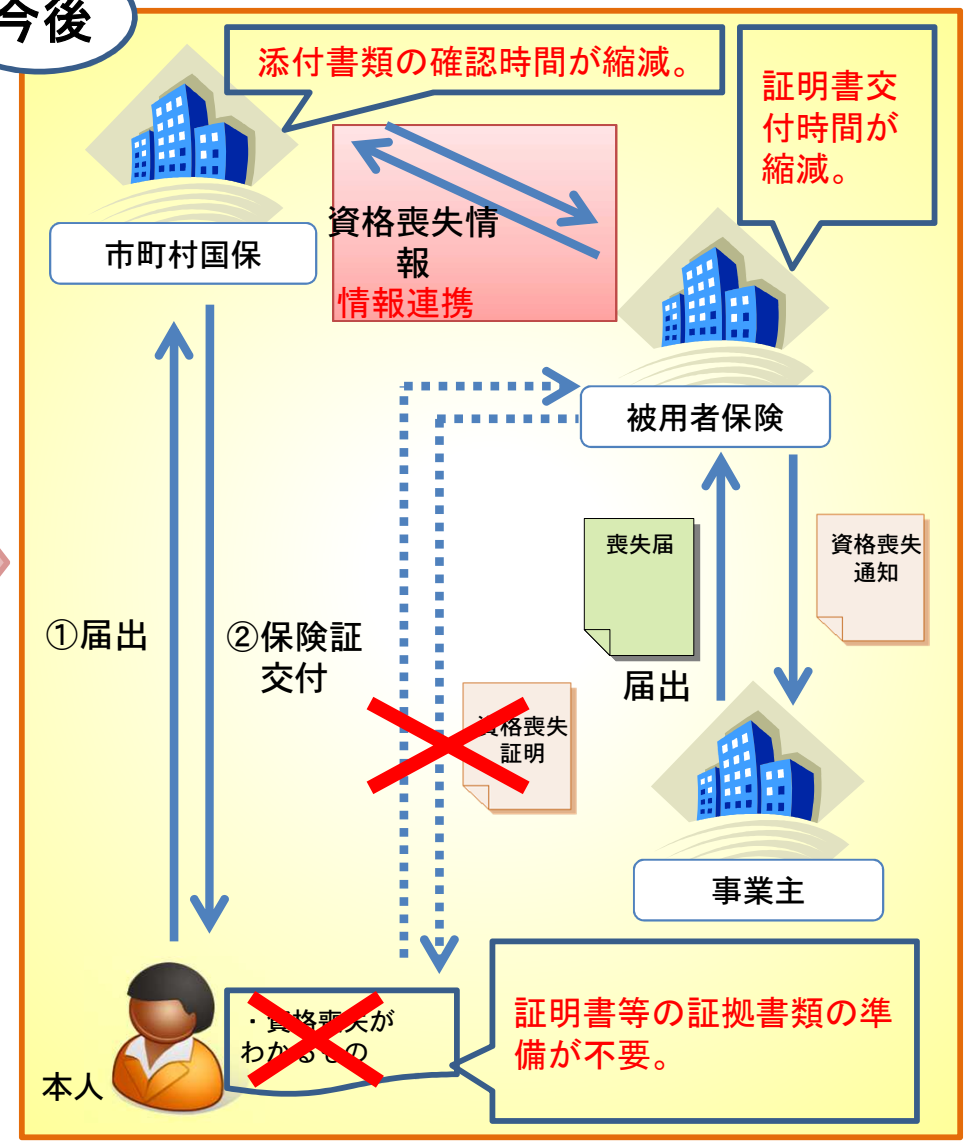 今後
添付書類の確認時間が縮減。
証明書交
付時間が
縮減。
市町村国保
資格喪失情
報
情報連携
被用者保険
喪失届
資格喪失
通知
①届出
②保険証
交付
届出
資格喪失
証明
事業主
・資格喪失が
わかるもの
証明書等の証拠書類の準
備が不要。
本人